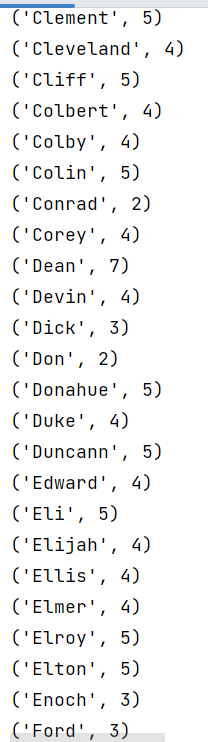 ('Clement', 5)
('Cleveland', 4)
('Cliff', 5)
('Colbert', 4)
('Colby', 4)
('Colin', 5)
('Conrad', 2)
('Corey', 4)
('Dean', 7)
('Devin', 4)
('Dick', 3)
('Don', 2)
('Donahue', 5)
('Duke', 4)
('Duncann', 5)
('Edward', 4)
('Eli', 5)
('Elijah', 4)
('Ellis', 4)
('Elmer', 4)
('Elroy', 5)
('Elton', 5)
('Enoch', 3)
('Ford', 3)